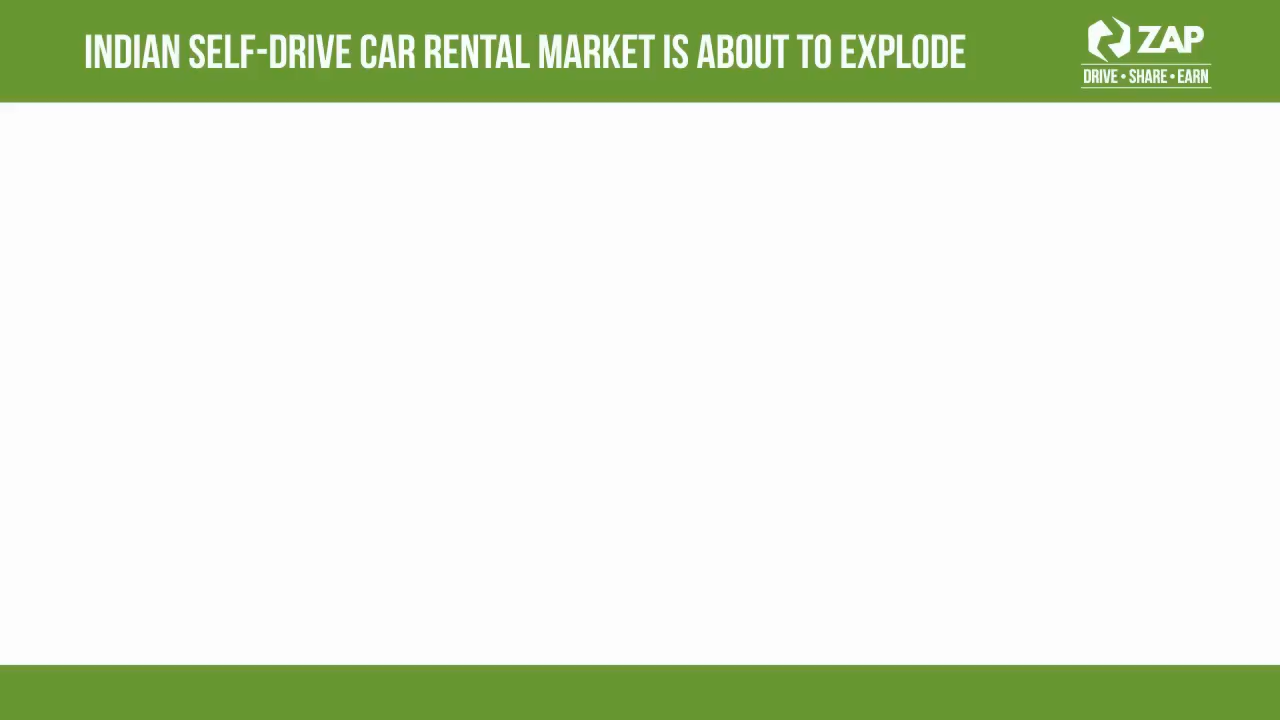 INDIAN SELF-DRIVE CAR RENTAL MARKET IS ABOUT TO EXPLODE
ZAP
DRIVE • SHARE • EARN